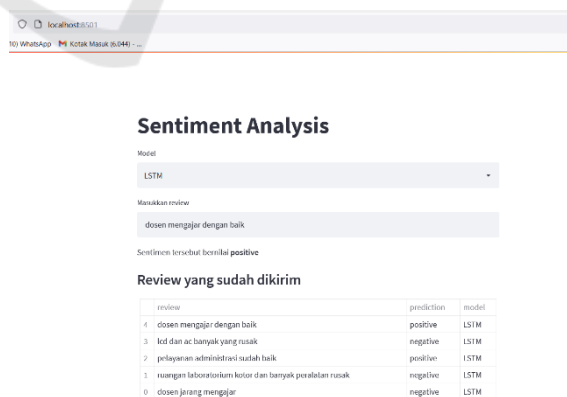 localhost:8501
10) WhatsApp Kotak Masuk (6.044) - ...
Sentiment Analysis
Model
LSTM
Masukkan review
dosen mengajar dengan baik
Sentimen tersebut bernilai positive
Review yang sudah dikirim
review prediction model
4 dosen mengajar dengan baik positive LSTM
3 lcd dan ac banyak yang rusak negative LSTM
2 pelayanan administrasi sudah baik positive LSTM
1 ruangan laboratorium kotor dan banyak peralatan rusak negative LSTM
0 dosen jarang mengajar negative LSTM